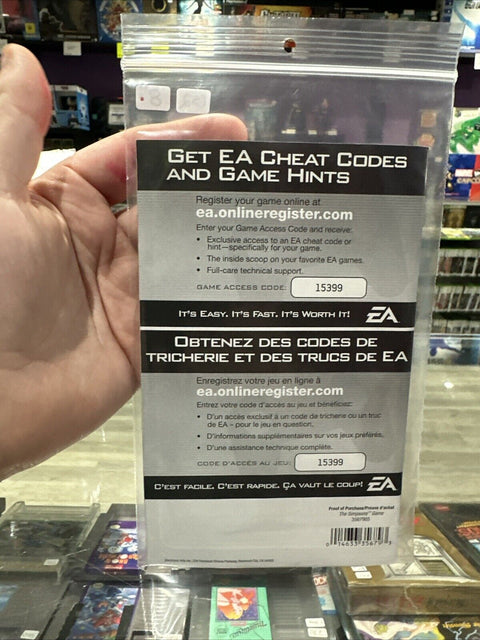 GET EA CHEAT CODES
AND GAME HINTS
Register your game online at
ea.onlineregister.com
Enter your Game Access Code and receive:
• Exclusive access to an EA cheat code or
hint—specifically for your game.
• The inside scoop on your favorite EA games.
• Full-care technical support.
GAME ACCESS CODE: 15399
IT'S EASY. IT'S FAST. IT'S WORTH IT! EA
OBTENEZ DES CODES DE
TRICHERIE ET DES TRUCS DE EA
Enregistrez votre jeu en ligne à
ea.onlineregister.com
Entrez votre code d'accès au jeu et bénéficiez:
• D'un accès exclusif à un code de tricherie ou un truc
de EA – pour le jeu en question.
• D'informations supplémentaires sur vos jeux préférés.
• D'une assistance technique complète.
CODE D'ACCÈS AU JEU: 15399
C'EST FACILE. C'EST RAPIDE. ÇA VAUT LE COUP! EA
Proof of Purchase/Preuve d'achat
The Simpsons™ Game